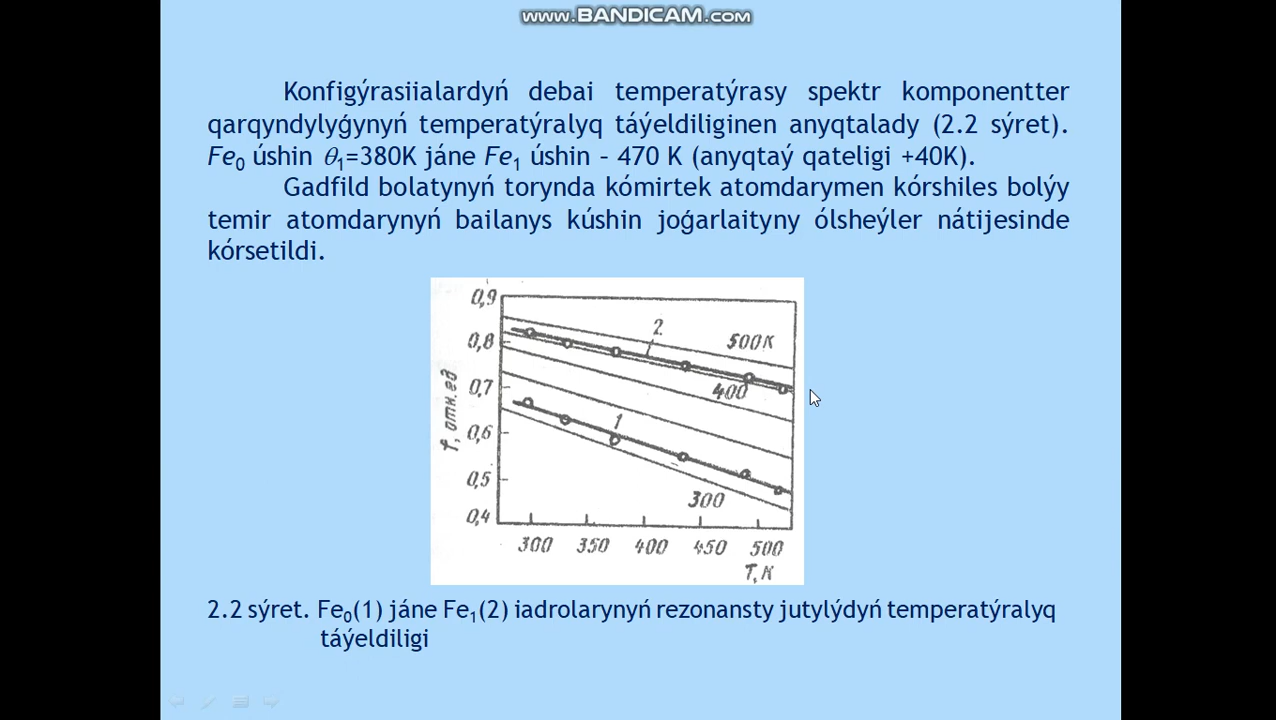 www.BANDICAM.com
Konfigýrasiialardyń debai temperatýrasy spektr komponentter
qarqyndylyǵynyń temperatýralyq táýeldiliginen anyqtalady (2.2 sýret).
Fe₀ úshin θ₁=380K jáne Fe₁ úshin – 470 K (anyqtaý qateligi +40K).
Gadfild bolatynyń torynda kómirtek atomdarymen kórshiles bolýy
temir atomdarynyń bailanys kúshin joǵarlaityny ólsheýler nátijesinde
kórsetildi.
0,9
0,8
0,7
0,6
0,5
0,4
f, отн.ед
2
500К
400
1
300
300 350 400 450 500
T, К
2.2 sýret. Fe₀(1) jáne Fe₁(2) iadrolarynyń rezonansty jutylýdyń temperatýralyq
táýeldiligi